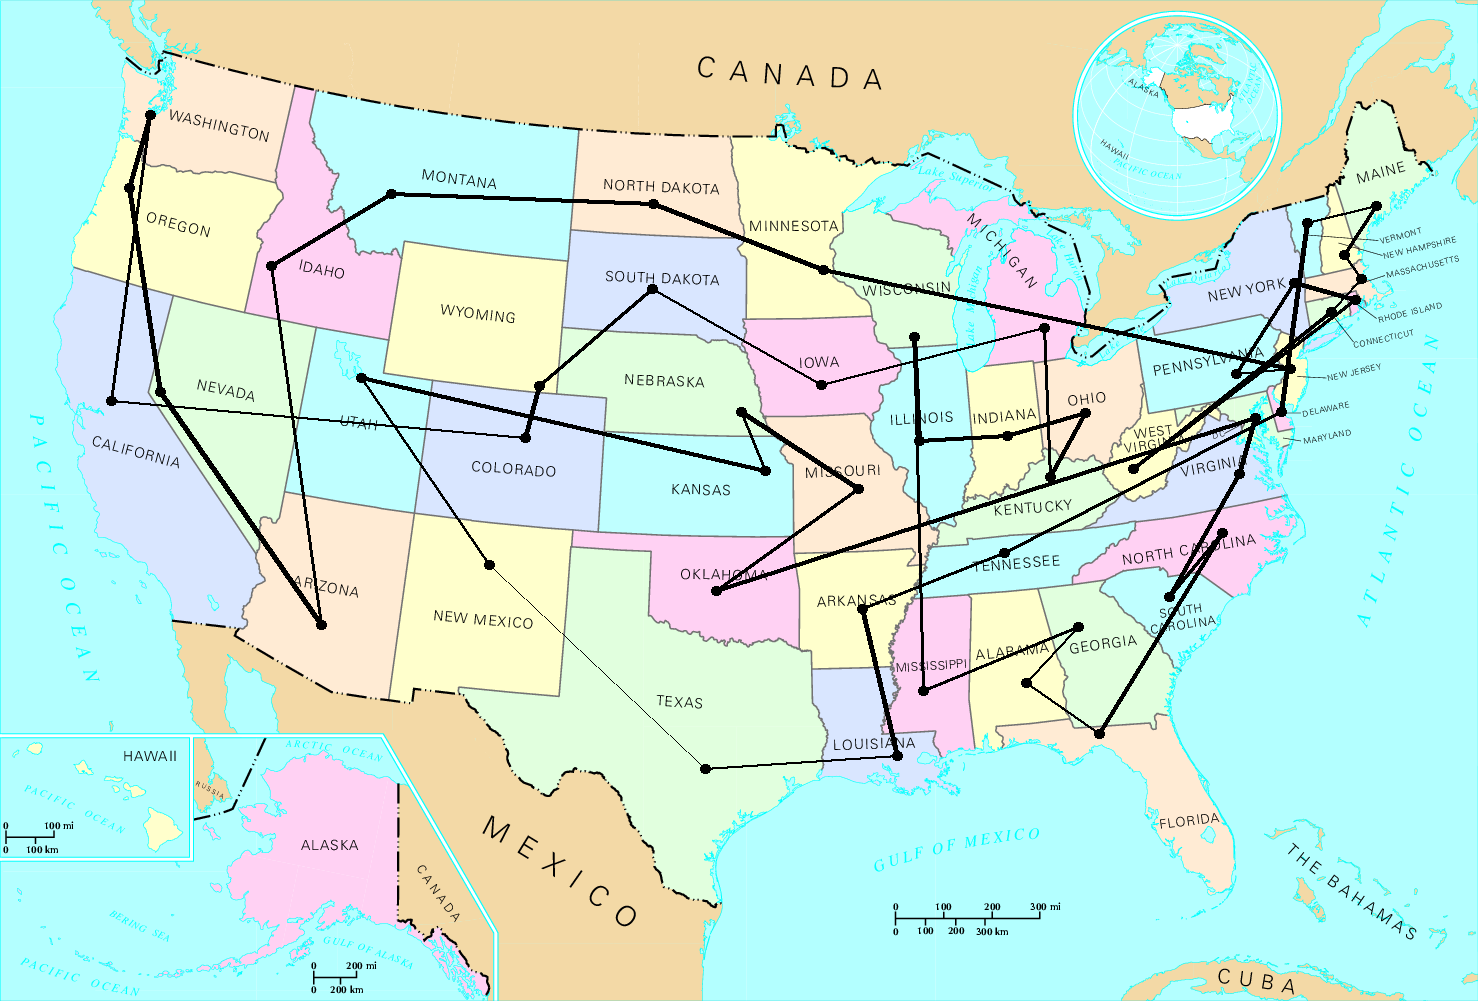 CANADA
ALASKA
ATLANTIC OCEAN
HAWAII
PACIFIC OCEAN
WASHINGTON
MONTANA
NORTH DAKOTA
MINNESOTA
Lake Superior
MICHIGAN
MAINE
OREGON
IDAHO
SOUTH DAKOTA
WISCONSIN
VERMONT
NEW HAMPSHIRE
MASSACHUSETTS
NEW YORK
WYOMING
RHODE ISLAND
CONNECTICUT
Lake Michigan
IOWA
PENNSYLVANIA
NEW JERSEY
NEVADA
NEBRASKA
OHIO
ILLINOIS
INDIANA
DELAWARE
UTAH
WEST
VIRGINIA
MARYLAND
CALIFORNIA
COLORADO
KANSAS
MISSOURI
VIRGINIA
KENTUCKY
PACIFIC OCEAN
ATLANTIC OCEAN
ARIZONA
NEW MEXICO
OKLAHOMA
TENNESSEE
NORTH CAROLINA
ARKANSAS
SOUTH
CAROLINA
MISSISSIPPI
ALABAMA
GEORGIA
TEXAS
LOUISIANA
FLORIDA
HAWAII
PACIFIC OCEAN
0 100 mi
0 100 km
ARCTIC OCEAN
RUSSIA
ALASKA
CANADA
BERING SEA
GULF OF ALASKA
PACIFIC OCEAN
0 200 mi
0 200 km
MEXICO
GULF OF MEXICO
0 100 200 300 mi
0 100 200 300 km
THE BAHAMAS
CUBA